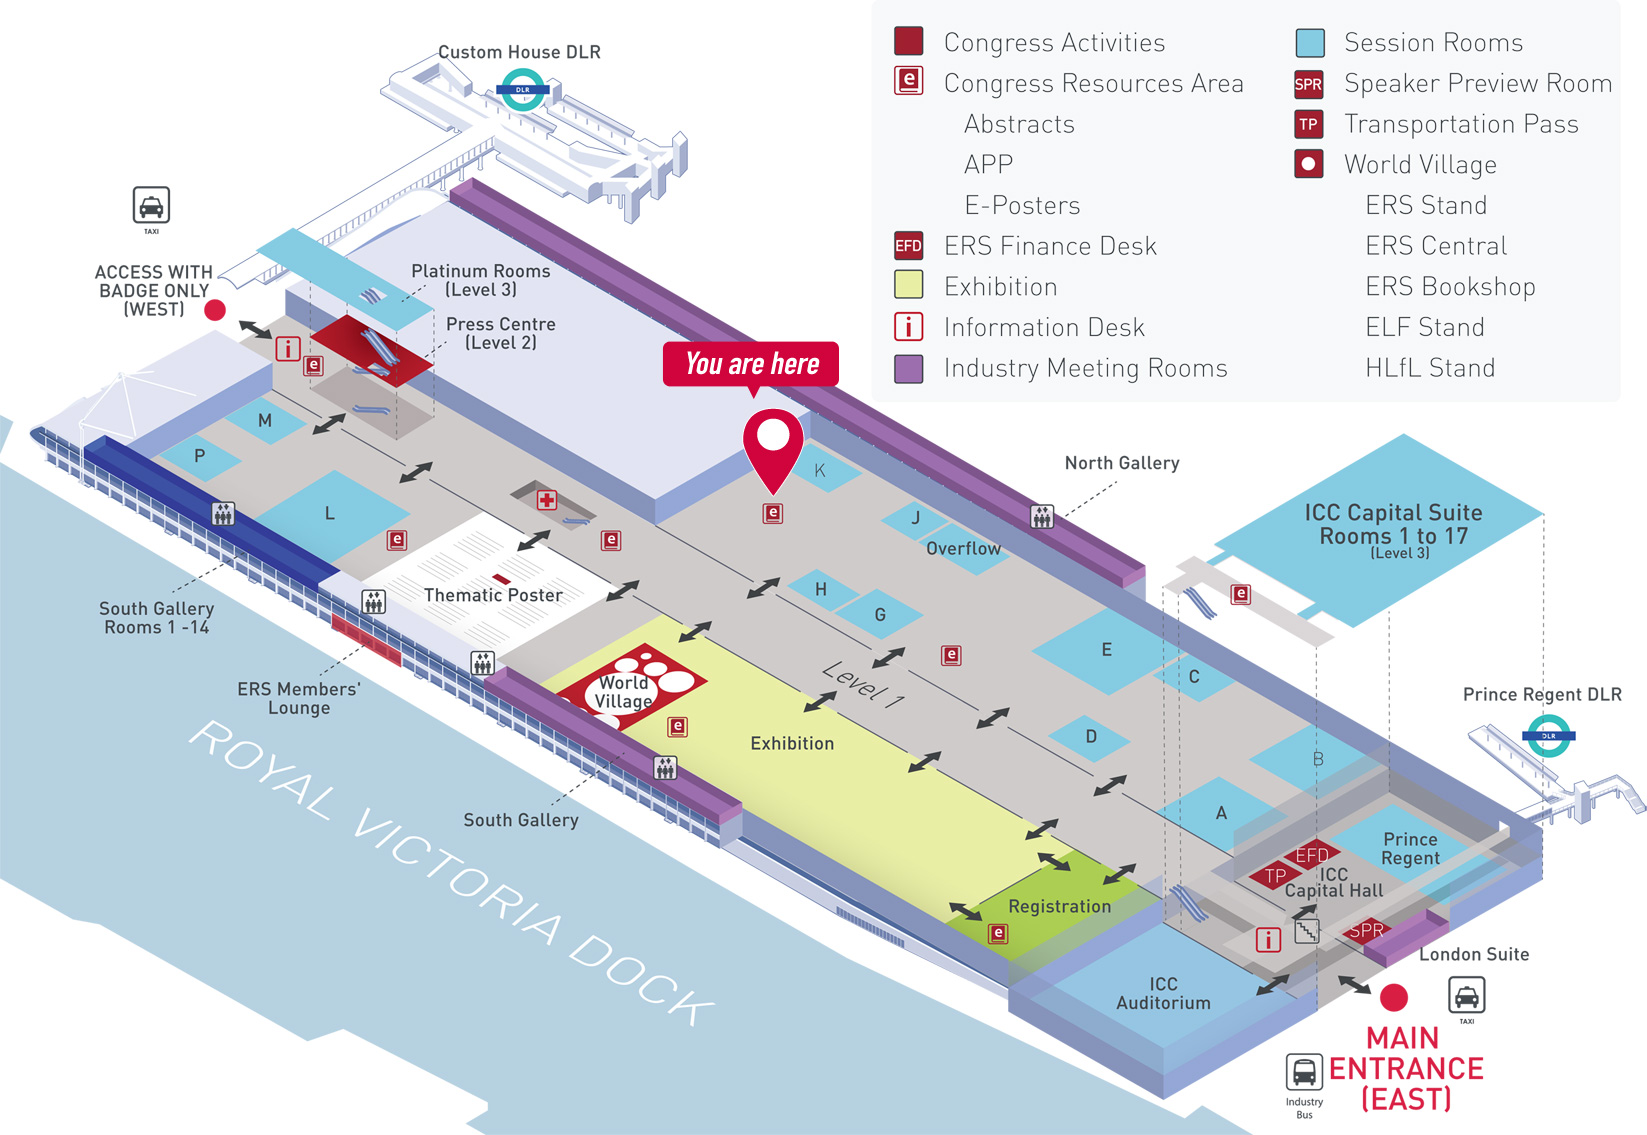 Custom House DLR
DLR
TAXI
ACCESS WITH
BADGE ONLY
(WEST)
Platinum Rooms
(Level 3)
Press Centre
(Level 2)
i
e
You are here
Congress Activities
e
Congress Resources Area
Abstracts
APP
E-Posters
EFD
ERS Finance Desk
Exhibition
i
Information Desk
Industry Meeting Rooms
Session Rooms
SPR
Speaker Preview Room
TP
Transportation Pass
World Village
ERS Stand
ERS Central
ERS Bookshop
ELF Stand
HLfL Stand
M
P
L
e
e
e
K
J
Overflow
North Gallery
ICC Capital Suite
Rooms 1 to 17
(Level 3)
e
H
G
E
C
D
B
A
e
Level 1
Thematic Poster
South Gallery
Rooms 1 -14
ERS Members'
Lounge
World
Village
e
Exhibition
South Gallery
Registration
e
Prince Regent DLR
DLR
Prince
Regent
EFD
TP
ICC
Capital Hall
SPR
i
London Suite
ICC
Auditorium
TAXI
MAIN
ENTRANCE
(EAST)
Industry
Bus
ROYAL VICTORIA DOCK